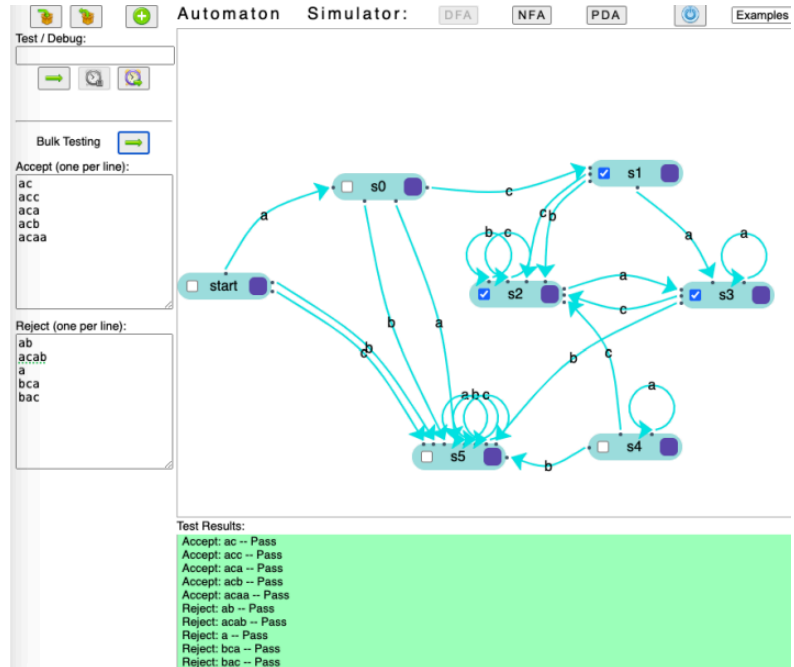 Automaton Simulator: DFA NFA PDA Examples
Test / Debug:
Bulk Testing
Accept (one per line):
ac
acc
aca
acb
acaa
Reject (one per line):
ab
acab
a
bca
bac
s0
s1
start
s2
s3
s5
s4
a
c
b
a
b
c
c
b
b
c
a
c
a
a
b
c
a
b
a
b
c
Test Results:
Accept: ac -- Pass
Accept: acc -- Pass
Accept: aca -- Pass
Accept: acb -- Pass
Accept: acaa -- Pass
Reject: ab -- Pass
Reject: acab -- Pass
Reject: a -- Pass
Reject: bca -- Pass
Reject: bac -- Pass